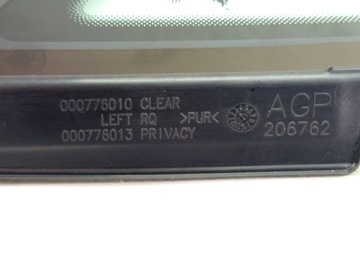 000776010 CLEAR
LEFT RQ >PUR<
000776013 PRIVACY
AGP
206762